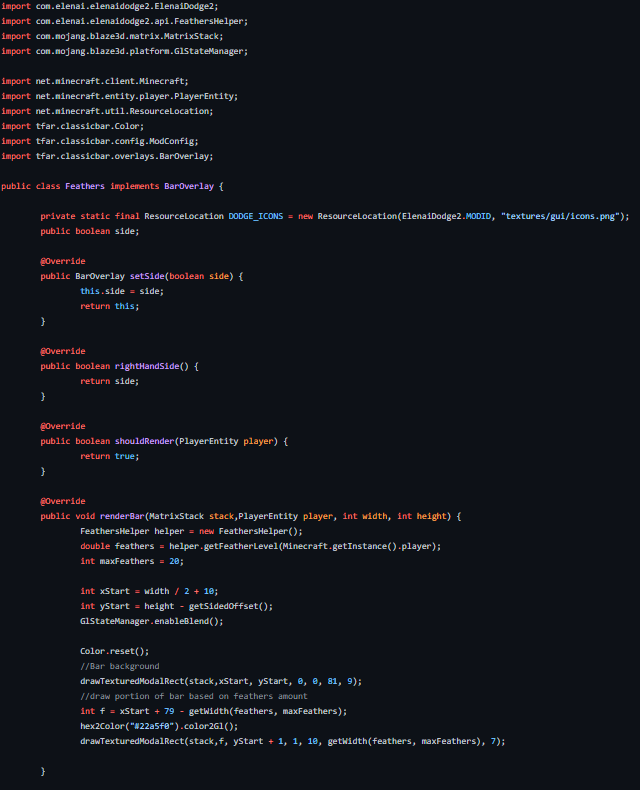 import com.elenai.elenaidodge2.ElenaiDodge2;
import com.elenai.elenaidodge2.api.FeathersHelper;
import com.mojang.blaze3d.matrix.MatrixStack;
import com.mojang.blaze3d.platform.GlStateManager;
import net.minecraft.client.Minecraft;
import net.minecraft.entity.player.PlayerEntity;
import net.minecraft.util.ResourceLocation;
import tfar.classicbar.Color;
import tfar.classicbar.config.ModConfig;
import tfar.classicbar.overlays.BarOverlay;
public class Feathers implements BarOverlay {
private static final ResourceLocation DODGE_ICONS = new ResourceLocation(ElenaiDodge2.MODID, "textures/gui/icons.png");
public boolean side;
@Override
public BarOverlay setSide(boolean side) {
this.side = side;
return this;
}
@Override
public boolean rightHandSide() {
return side;
}
@Override
public boolean shouldRender(PlayerEntity player) {
return true;
}
@Override
public void renderBar(MatrixStack stack,PlayerEntity player, int width, int height) {
FeathersHelper helper = new FeathersHelper();
double feathers = helper.getFeatherLevel(Minecraft.getInstance().player);
int maxFeathers = 20;
int xStart = width / 2 + 10;
int yStart = height - getSidedOffset();
GlStateManager.enableBlend();
Color.reset();
//Bar background
drawTexturedModalRect(stack,xStart, yStart, 0, 0, 81, 9);
//draw portion of bar based on feathers amount
int f = xStart + 79 - getWidth(feathers, maxFeathers);
hex2Color("#22a5f0").color2Gl();
drawTexturedModalRect(stack,f, yStart + 1, 1, 10, getWidth(feathers, maxFeathers), 7);
}